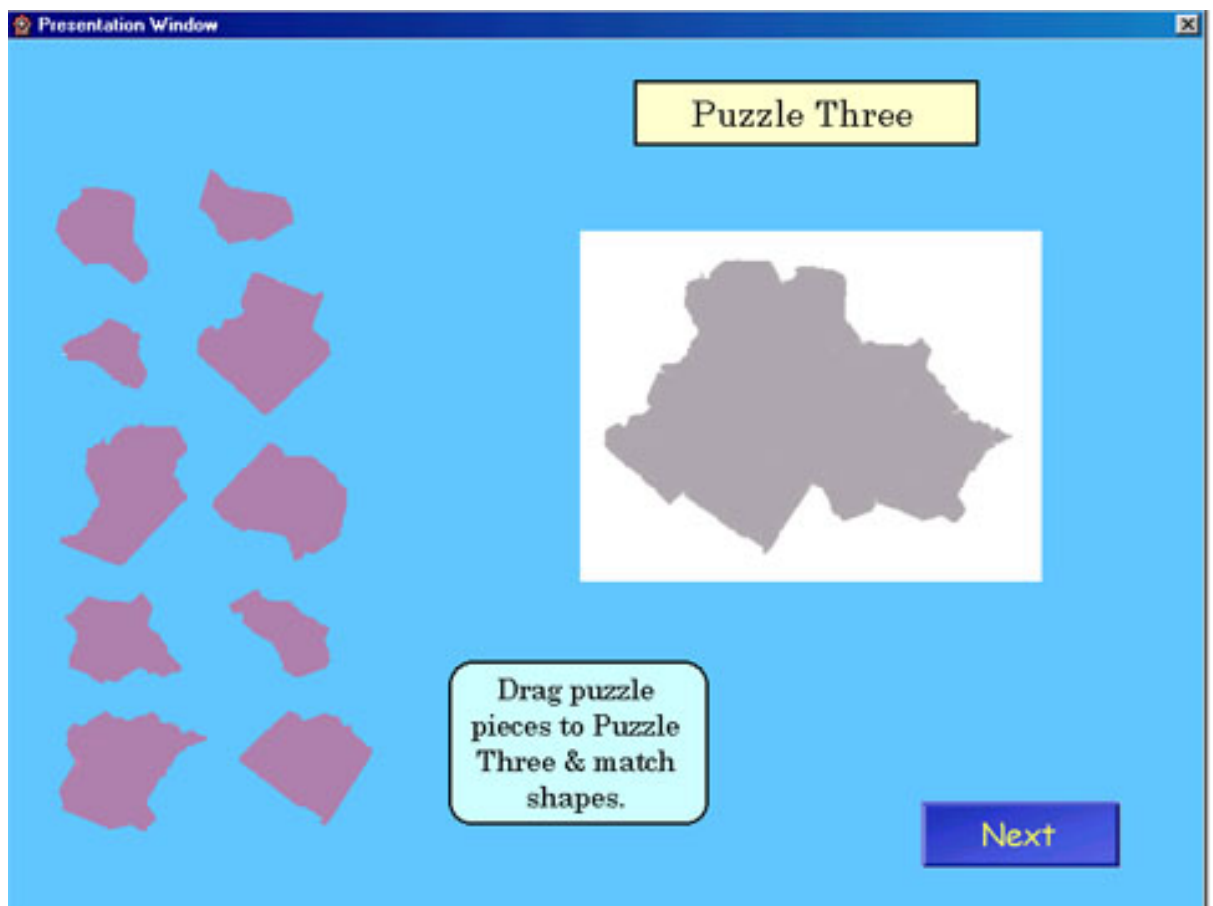 Presentation Window
Puzzle Three
Drag puzzle
pieces to Puzzle
Three & match
shapes.
Next